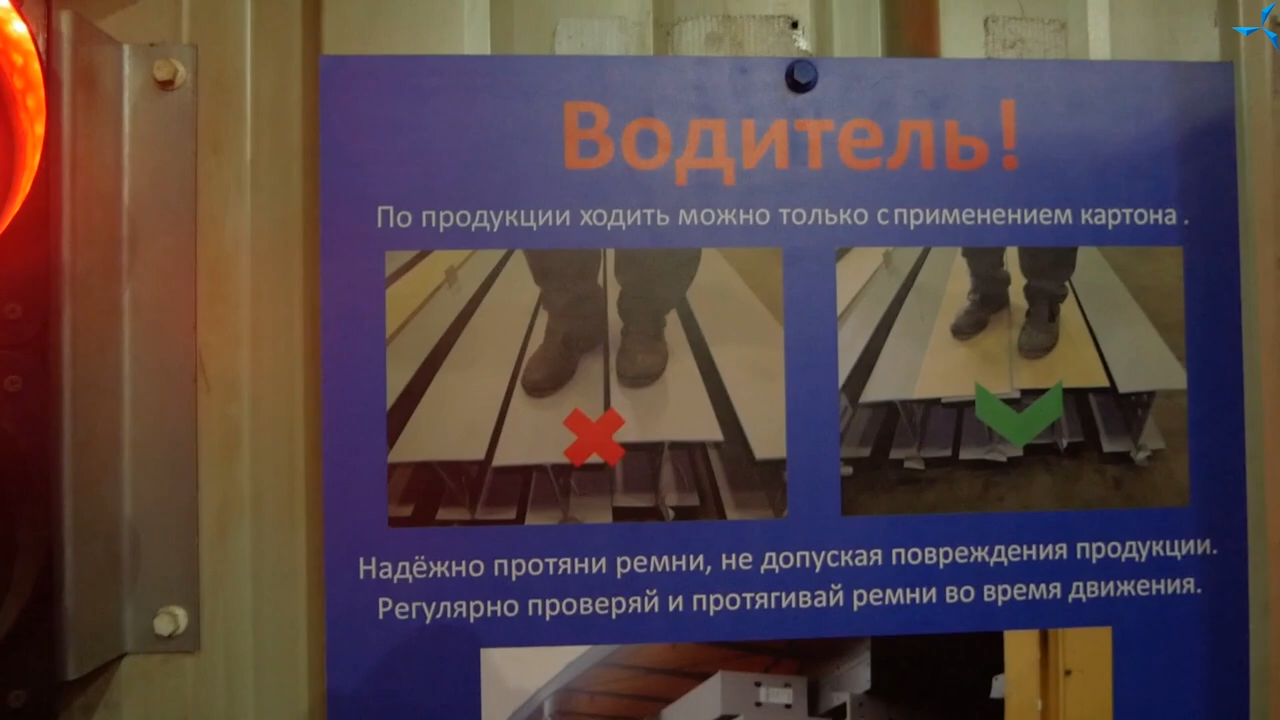 Водитель!
По продукции ходить можно только с применением картона .
Надёжно протяни ремни, не допуская повреждения продукции.
Регулярно проверяй и протягивай ремни во время движения.